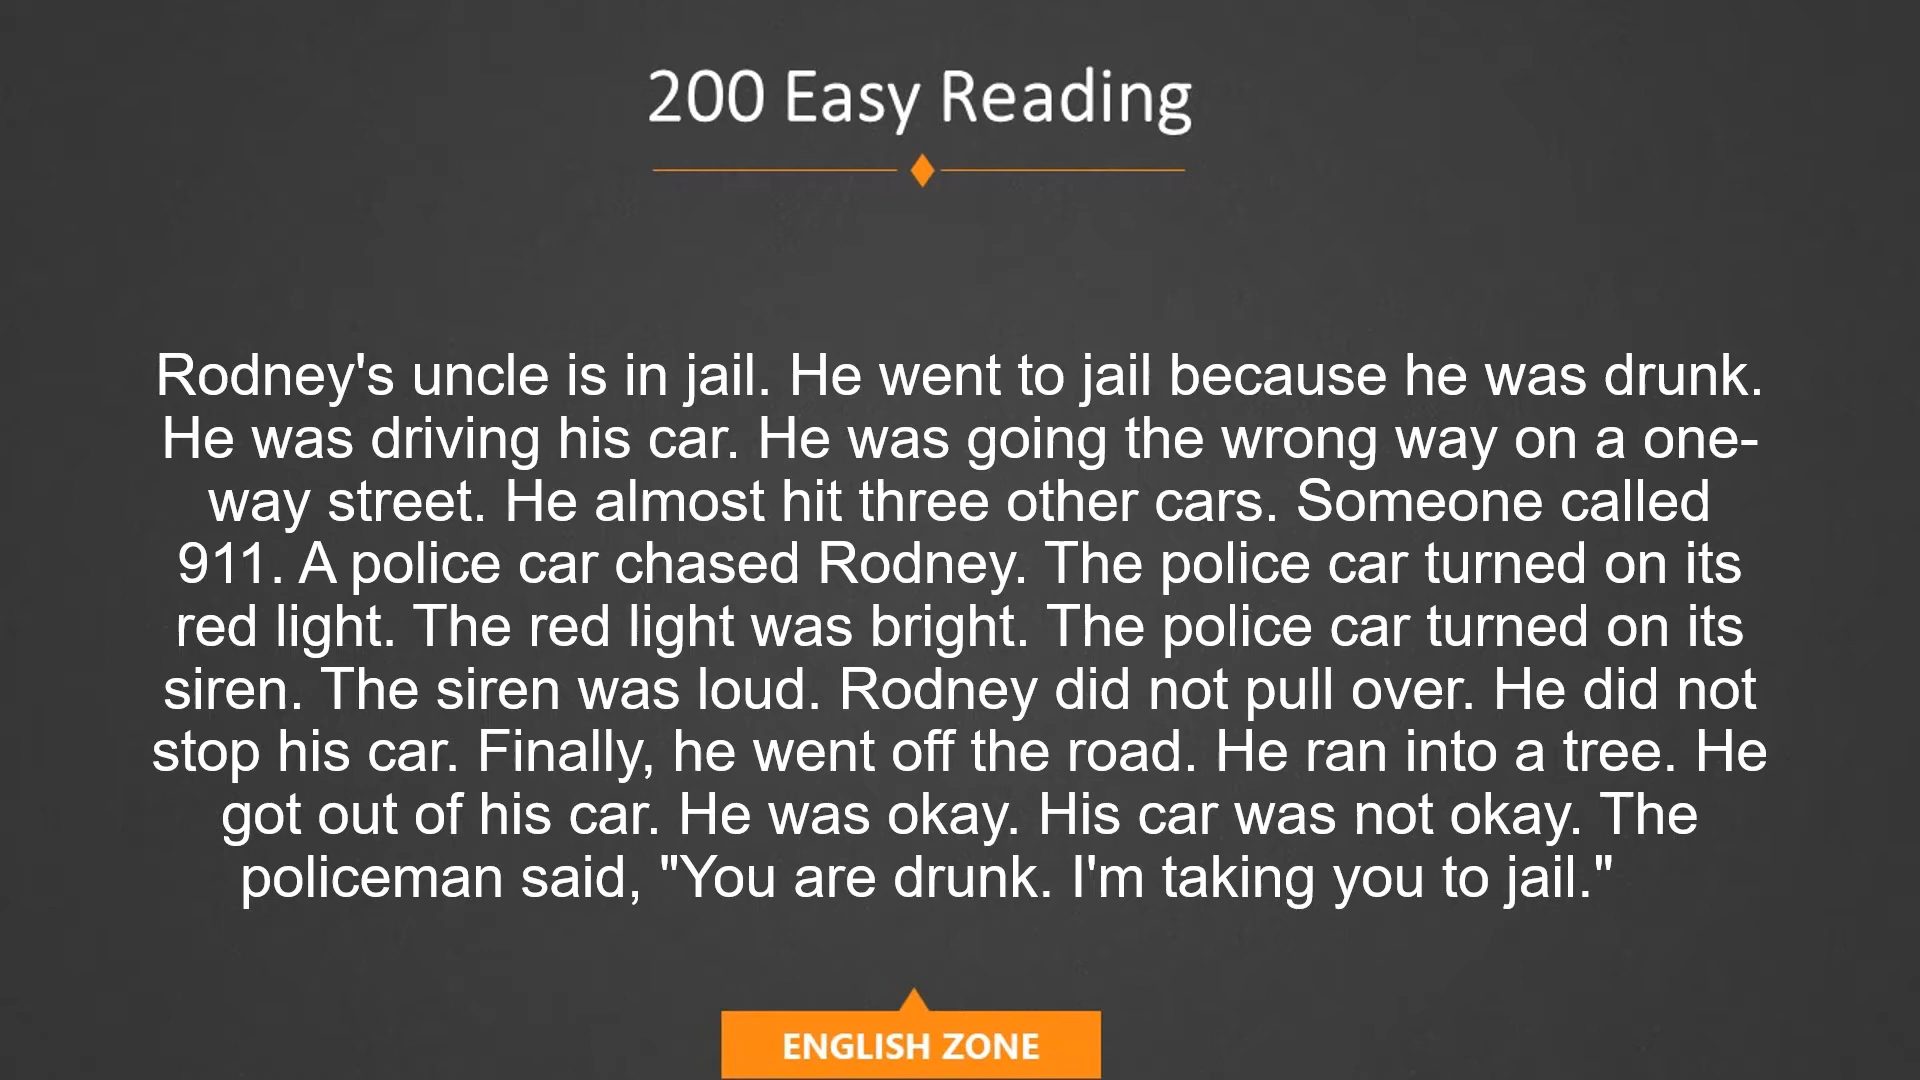 200 Easy Reading
Rodney's uncle is in jail. He went to jail because he was drunk.
He was driving his car. He was going the wrong way on a one-
way street. He almost hit three other cars. Someone called
911. A police car chased Rodney. The police car turned on its
red light. The red light was bright. The police car turned on its
siren. The siren was loud. Rodney did not pull over. He did not
stop his car. Finally, he went off the road. He ran into a tree. He
got out of his car. He was okay. His car was not okay. The
policeman said, "You are drunk. I'm taking you to jail."
ENGLISH ZONE